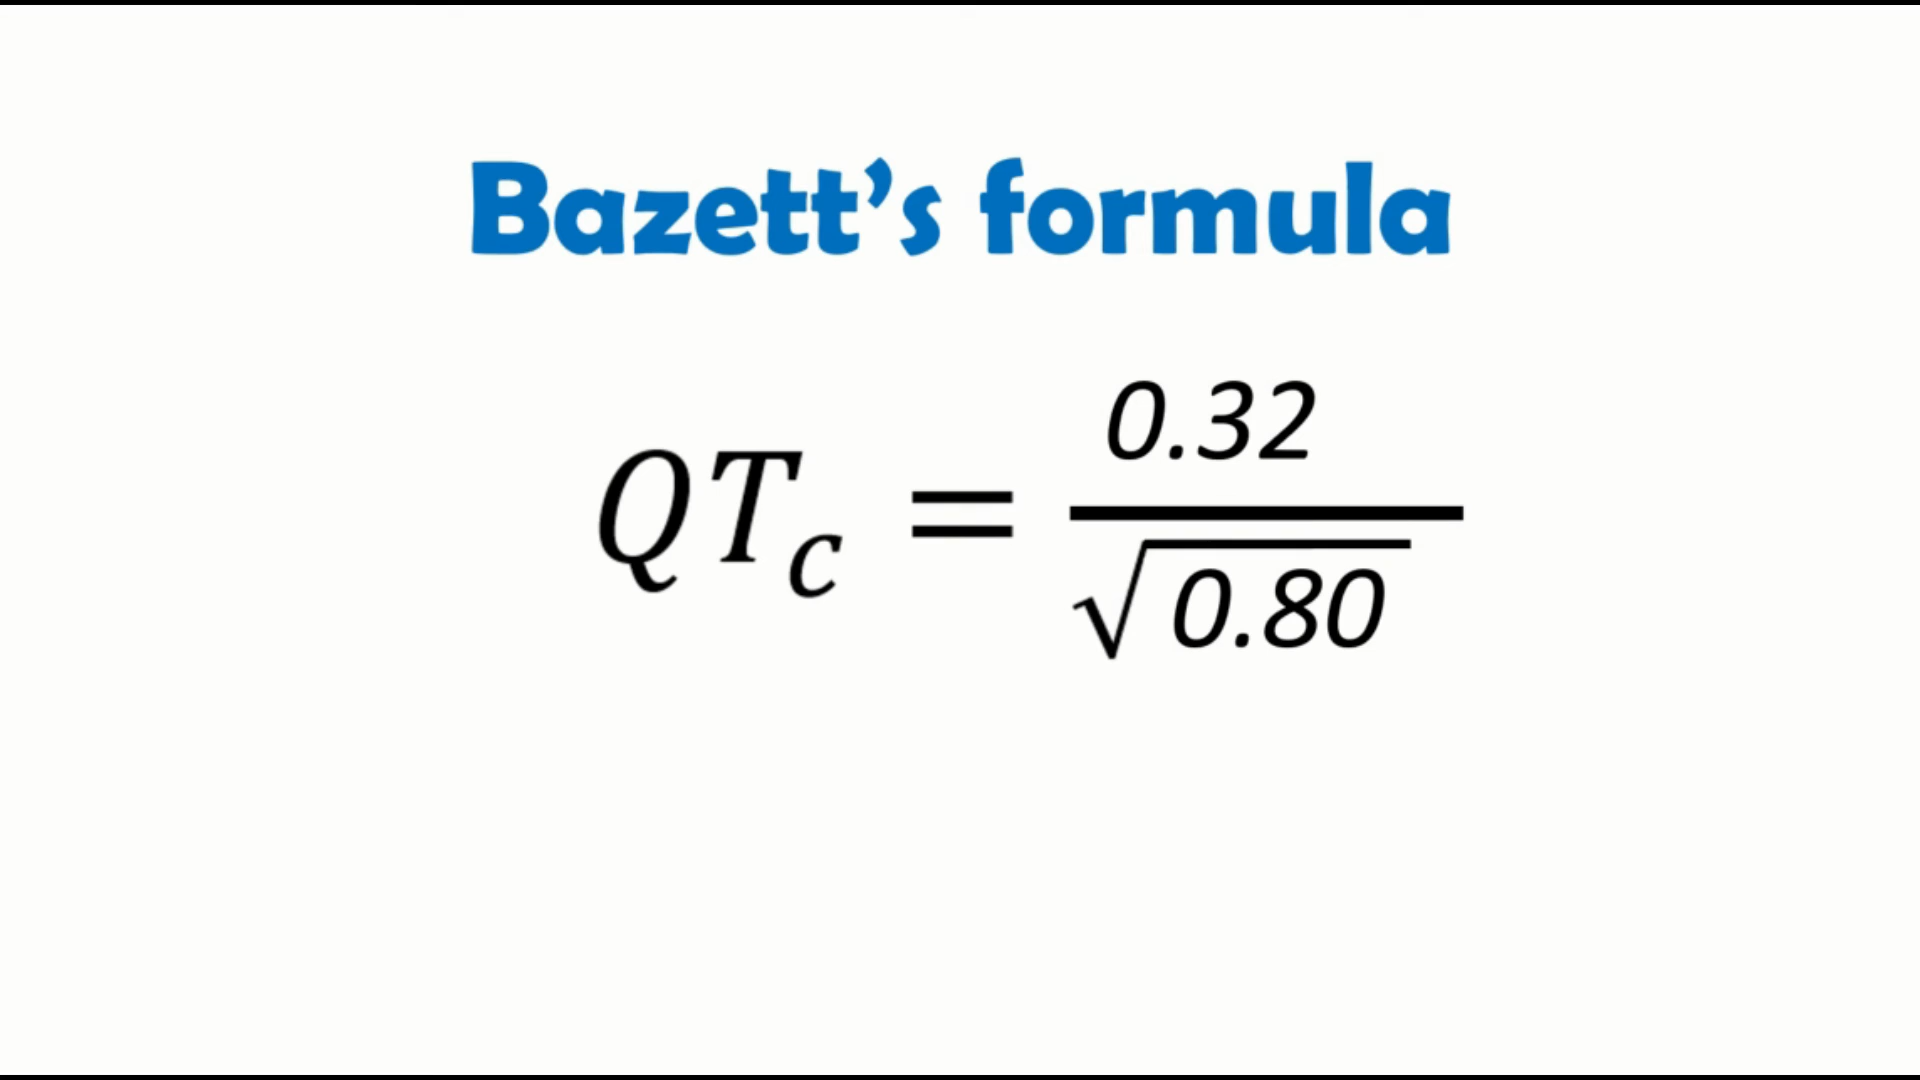 Bazett's formula
QTc = 0.32 / √0.80